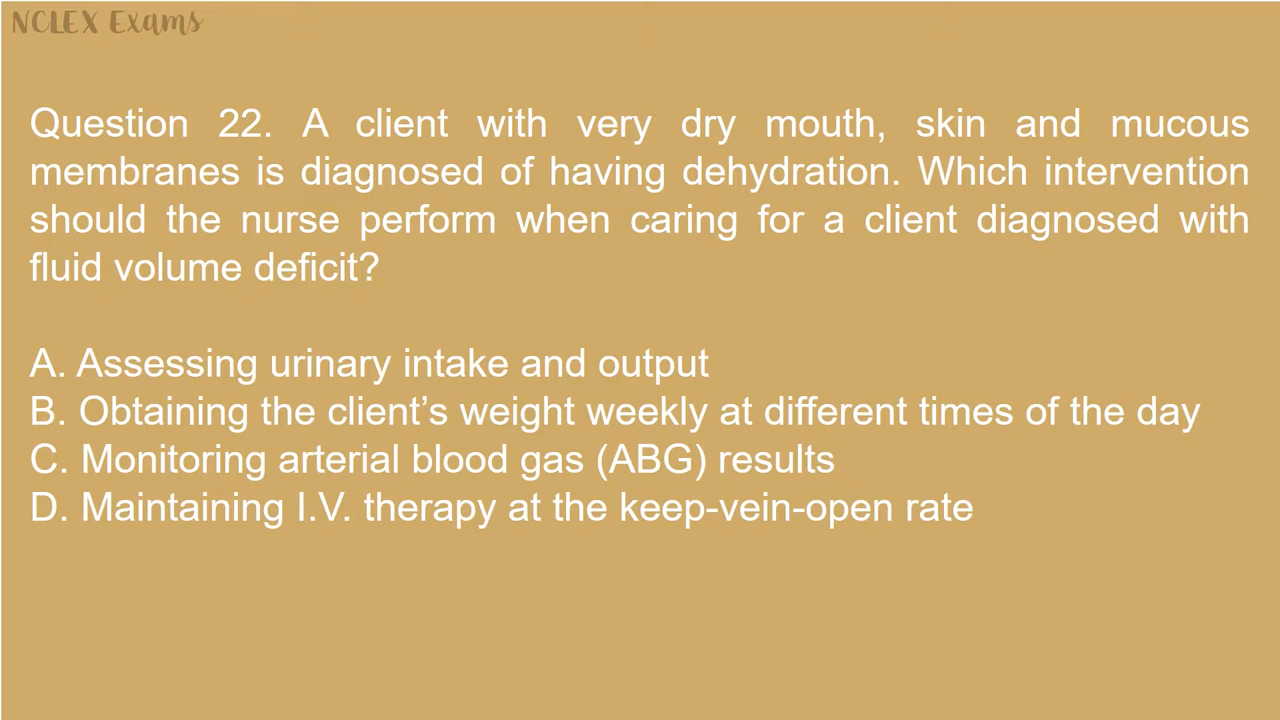 NCLEX Exams
Question 22. A client with very dry mouth, skin and mucous
membranes is diagnosed of having dehydration. Which intervention
should the nurse perform when caring for a client diagnosed with
fluid volume deficit?
A. Assessing urinary intake and output
B. Obtaining the client’s weight weekly at different times of the day
C. Monitoring arterial blood gas (ABG) results
D. Maintaining I.V. therapy at the keep-vein-open rate